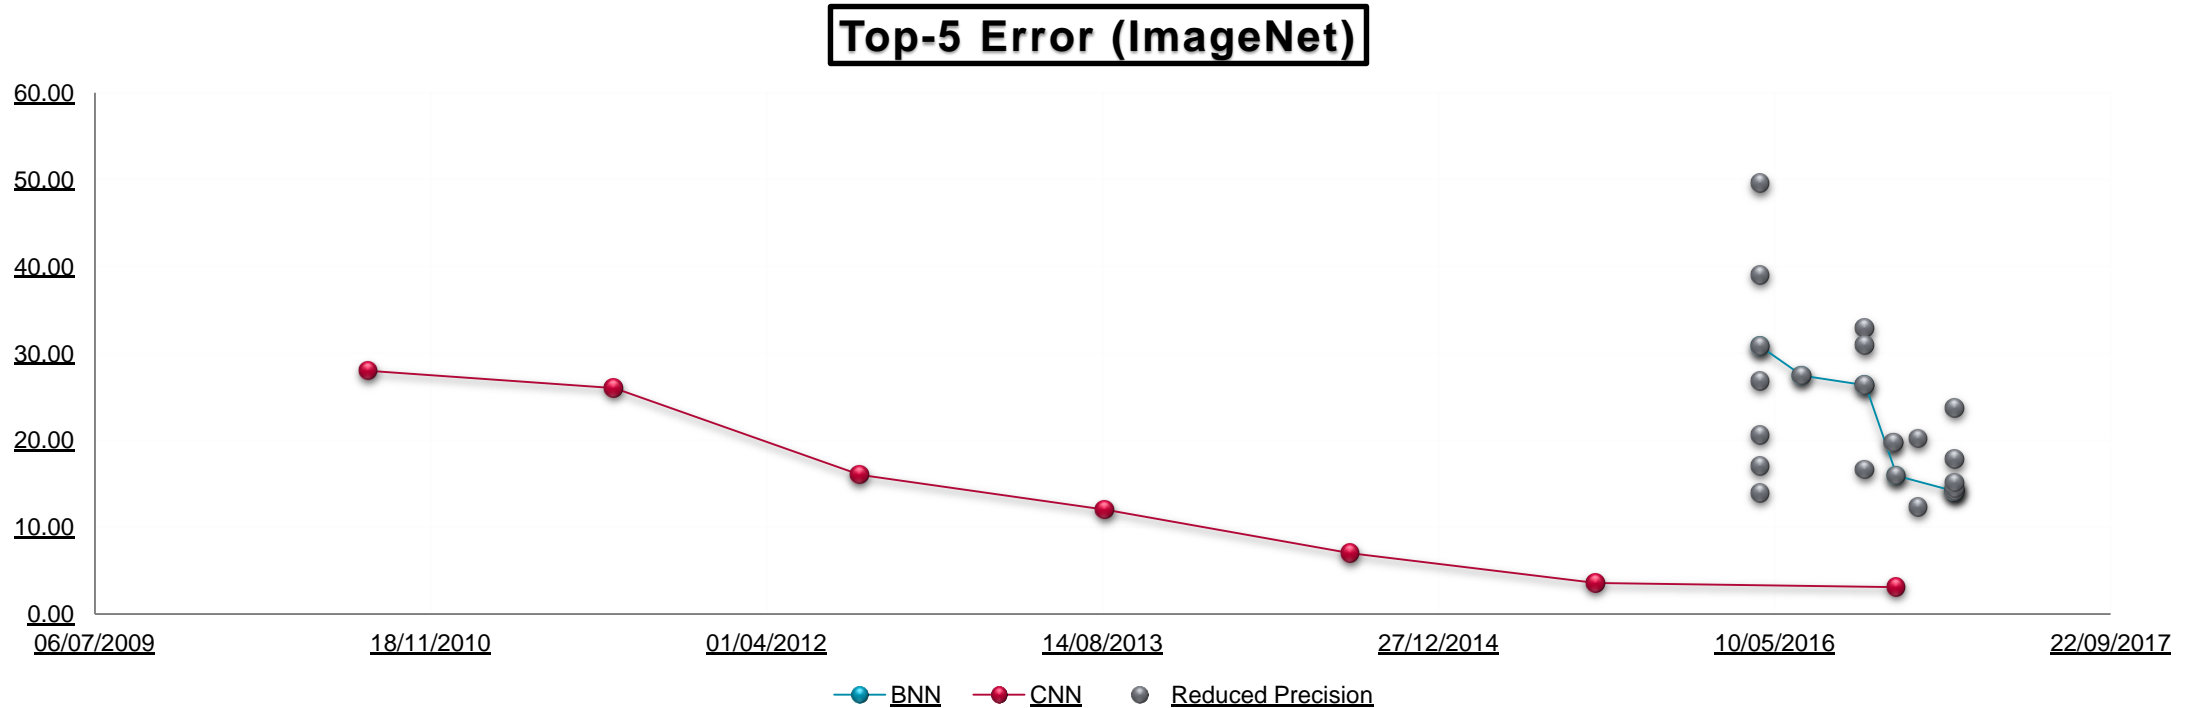 Top-5 Error (ImageNet)
60.00
50.00
40.00
30.00
20.00
10.00
0.00
06/07/2009 18/11/2010 01/04/2012 14/08/2013 27/12/2014 10/05/2016 22/09/2017
BNN CNN Reduced Precision